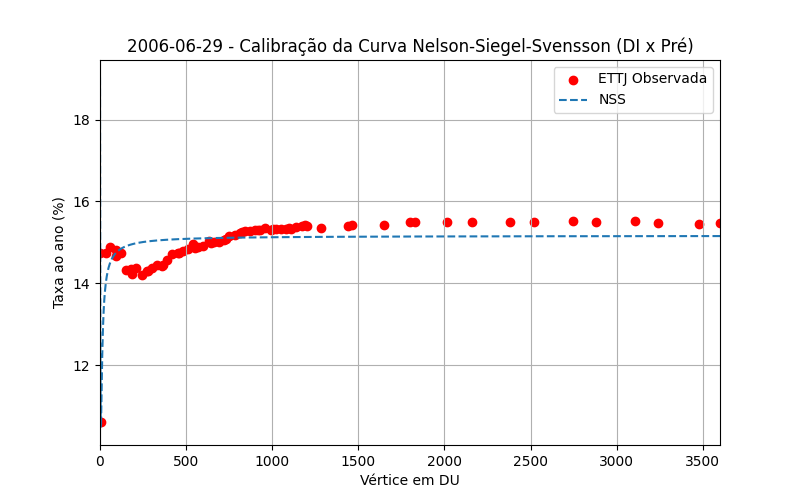 2006-06-29 - Calibração da Curva Nelson-Siegel-Svensson (DI x Pré)
ETTJ Observada
NSS
18
16
14
12
Taxa ao ano (%)
0 500 1000 1500 2000 2500 3000 3500
Vértice em DU